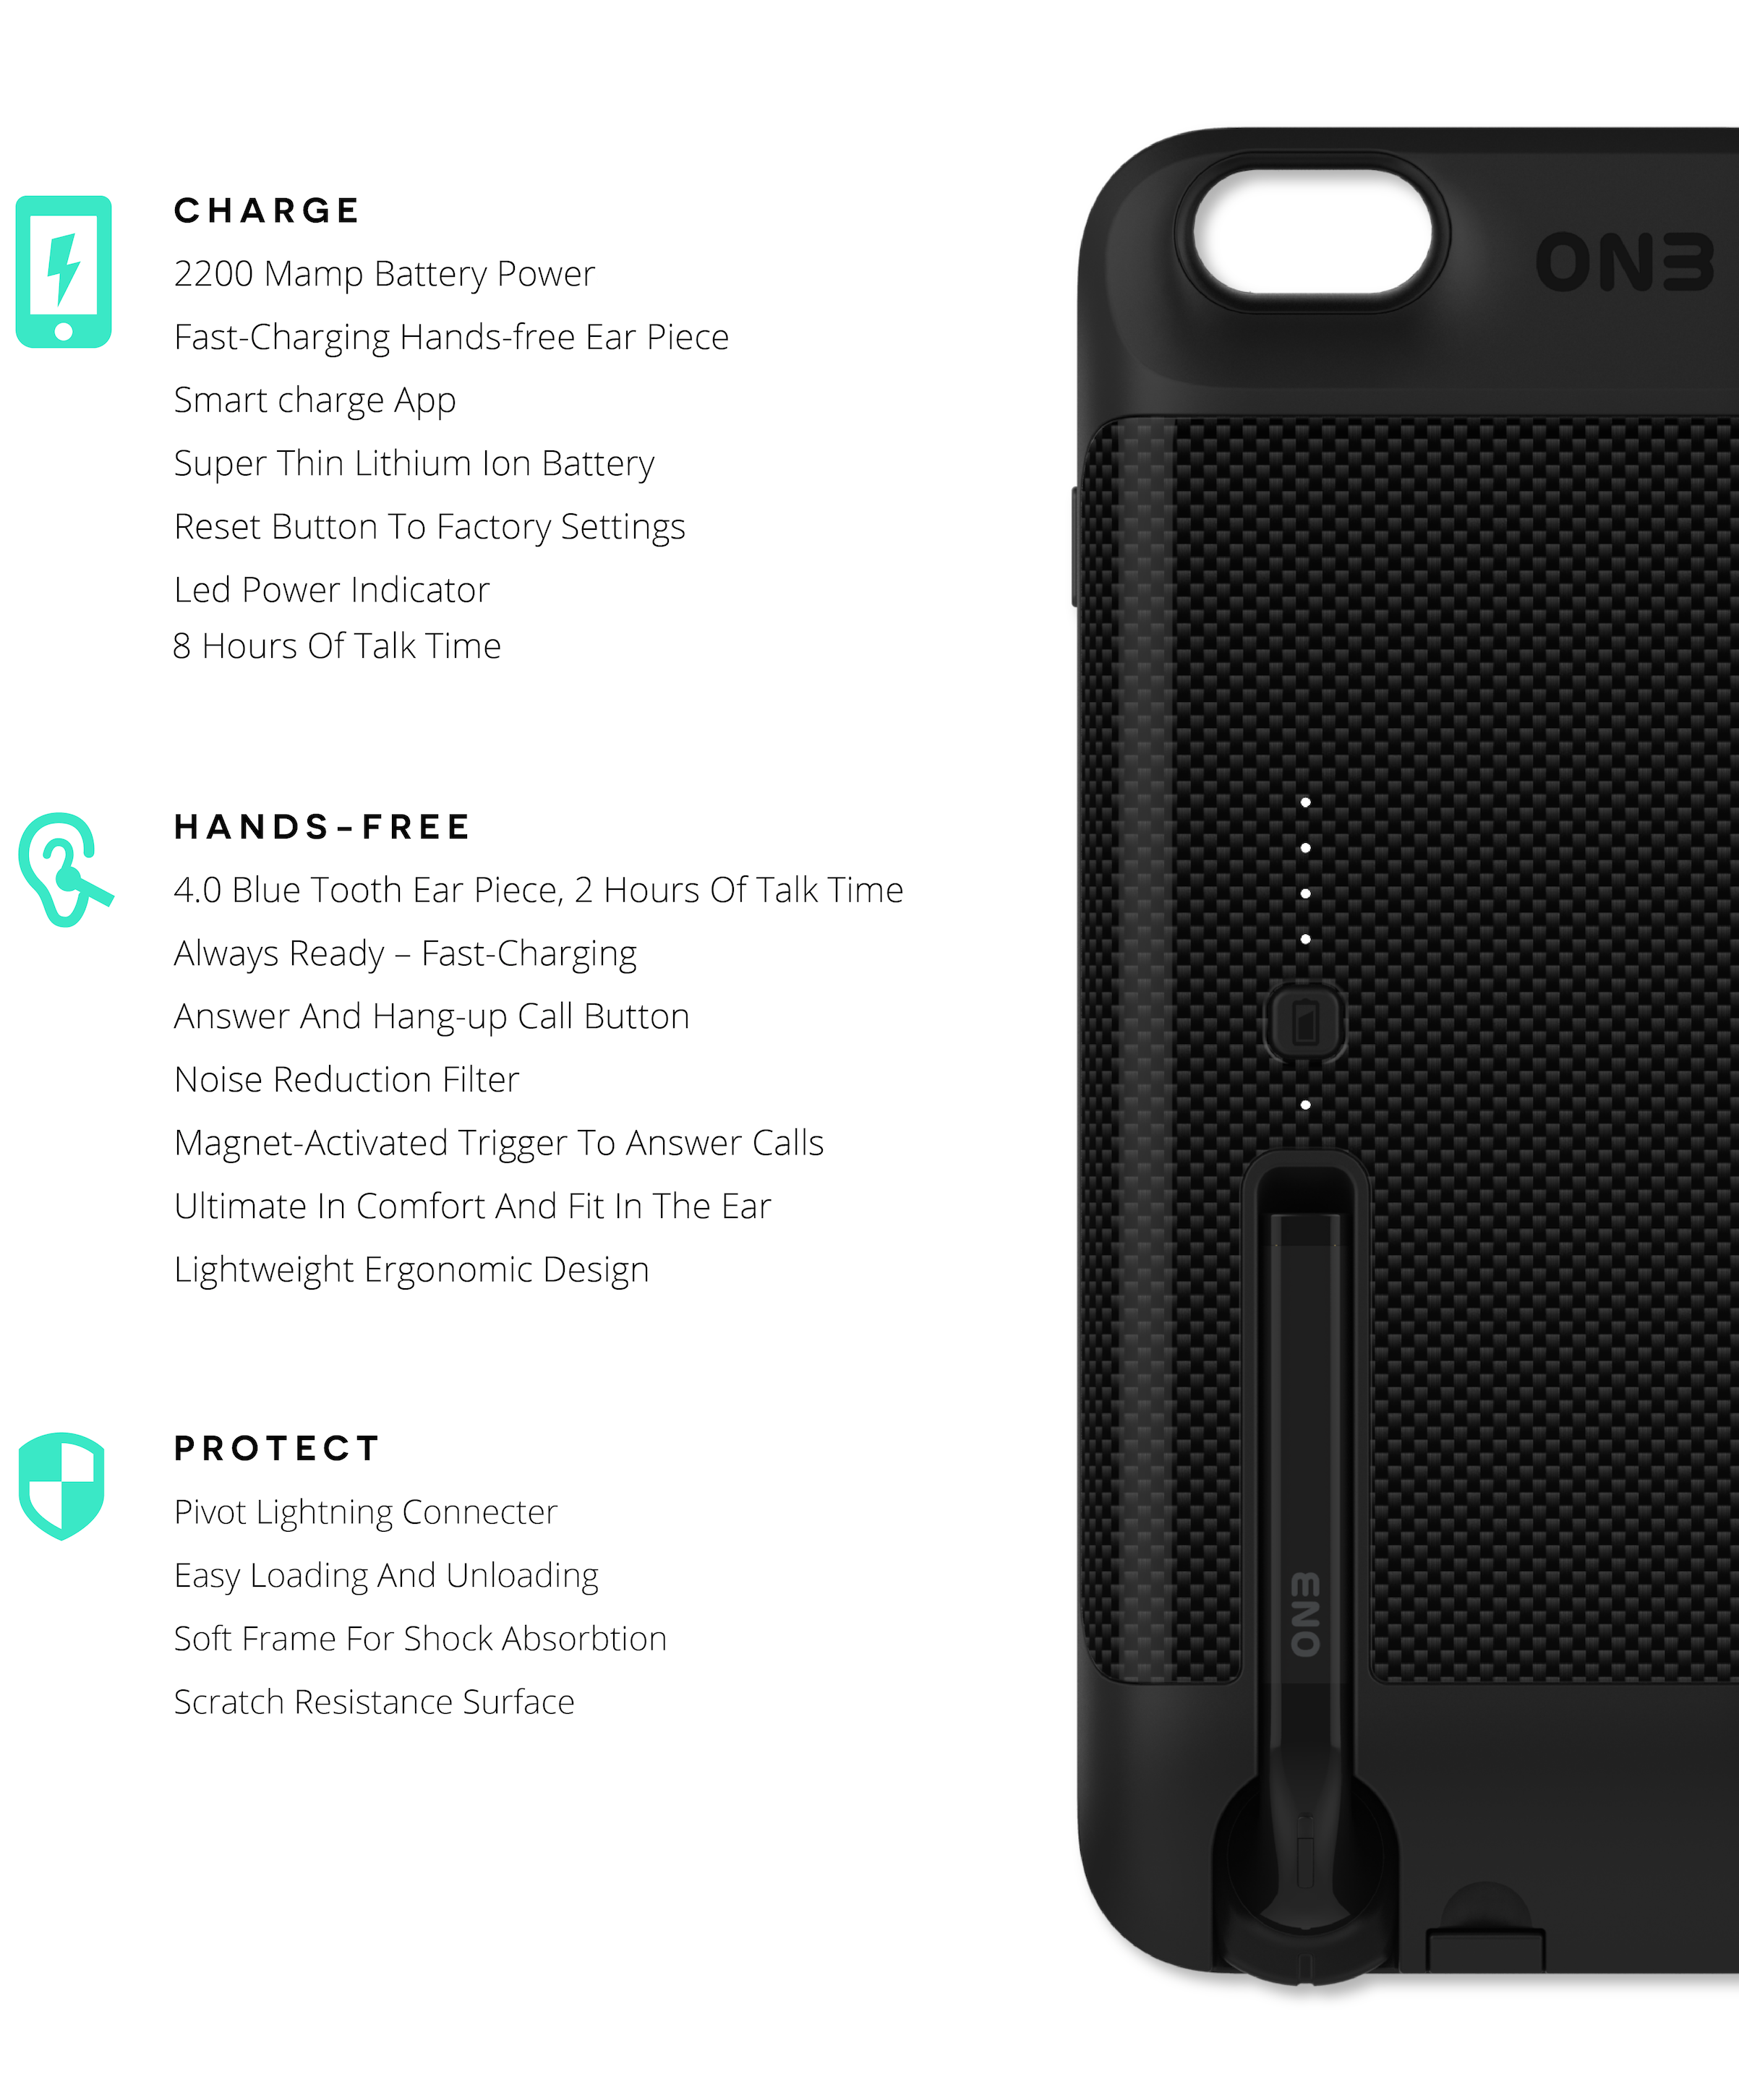 CHARGE
2200 Mamp Battery Power
Fast-Charging Hands-free Ear Piece
Smart charge App
Super Thin Lithium Ion Battery
Reset Button To Factory Settings
Led Power Indicator
8 Hours Of Talk Time
HANDS-FREE
4.0 Blue Tooth Ear Piece, 2 Hours Of Talk Time
Always Ready – Fast-Charging
Answer And Hang-up Call Button
Noise Reduction Filter
Magnet-Activated Trigger To Answer Calls
Ultimate In Comfort And Fit In The Ear
Lightweight Ergonomic Design
PROTECT
Pivot Lightning Connecter
Easy Loading And Unloading
Soft Frame For Shock Absorbtion
Scratch Resistance Surface
ONE
ONE